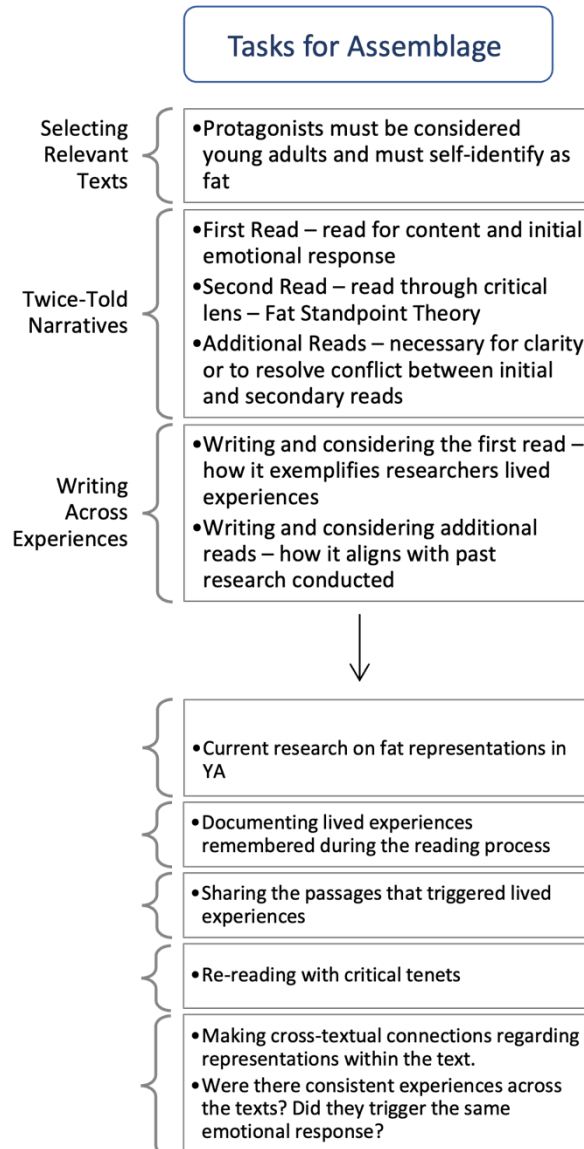 Tasks for Assemblage
Selecting
Relevant
Texts
•Protagonists must be considered
young adults and must self-identify as
fat
Twice-Told
Narratives
•First Read – read for content and initial
emotional response
•Second Read – read through critical
lens – Fat Standpoint Theory
•Additional Reads – necessary for clarity
or to resolve conflict between initial
and secondary reads
Writing
Across
Experiences
•Writing and considering the first read –
how it exemplifies researchers lived
experiences
•Writing and considering additional
reads – how it aligns with past
research conducted
•Current research on fat representations in
YA
•Documenting lived experiences
remembered during the reading process
•Sharing the passages that triggered lived
experiences
•Re-reading with critical tenets
•Making cross-textual connections regarding
representations within the text.
•Were there consistent experiences across
the texts? Did they trigger the same
emotional response?